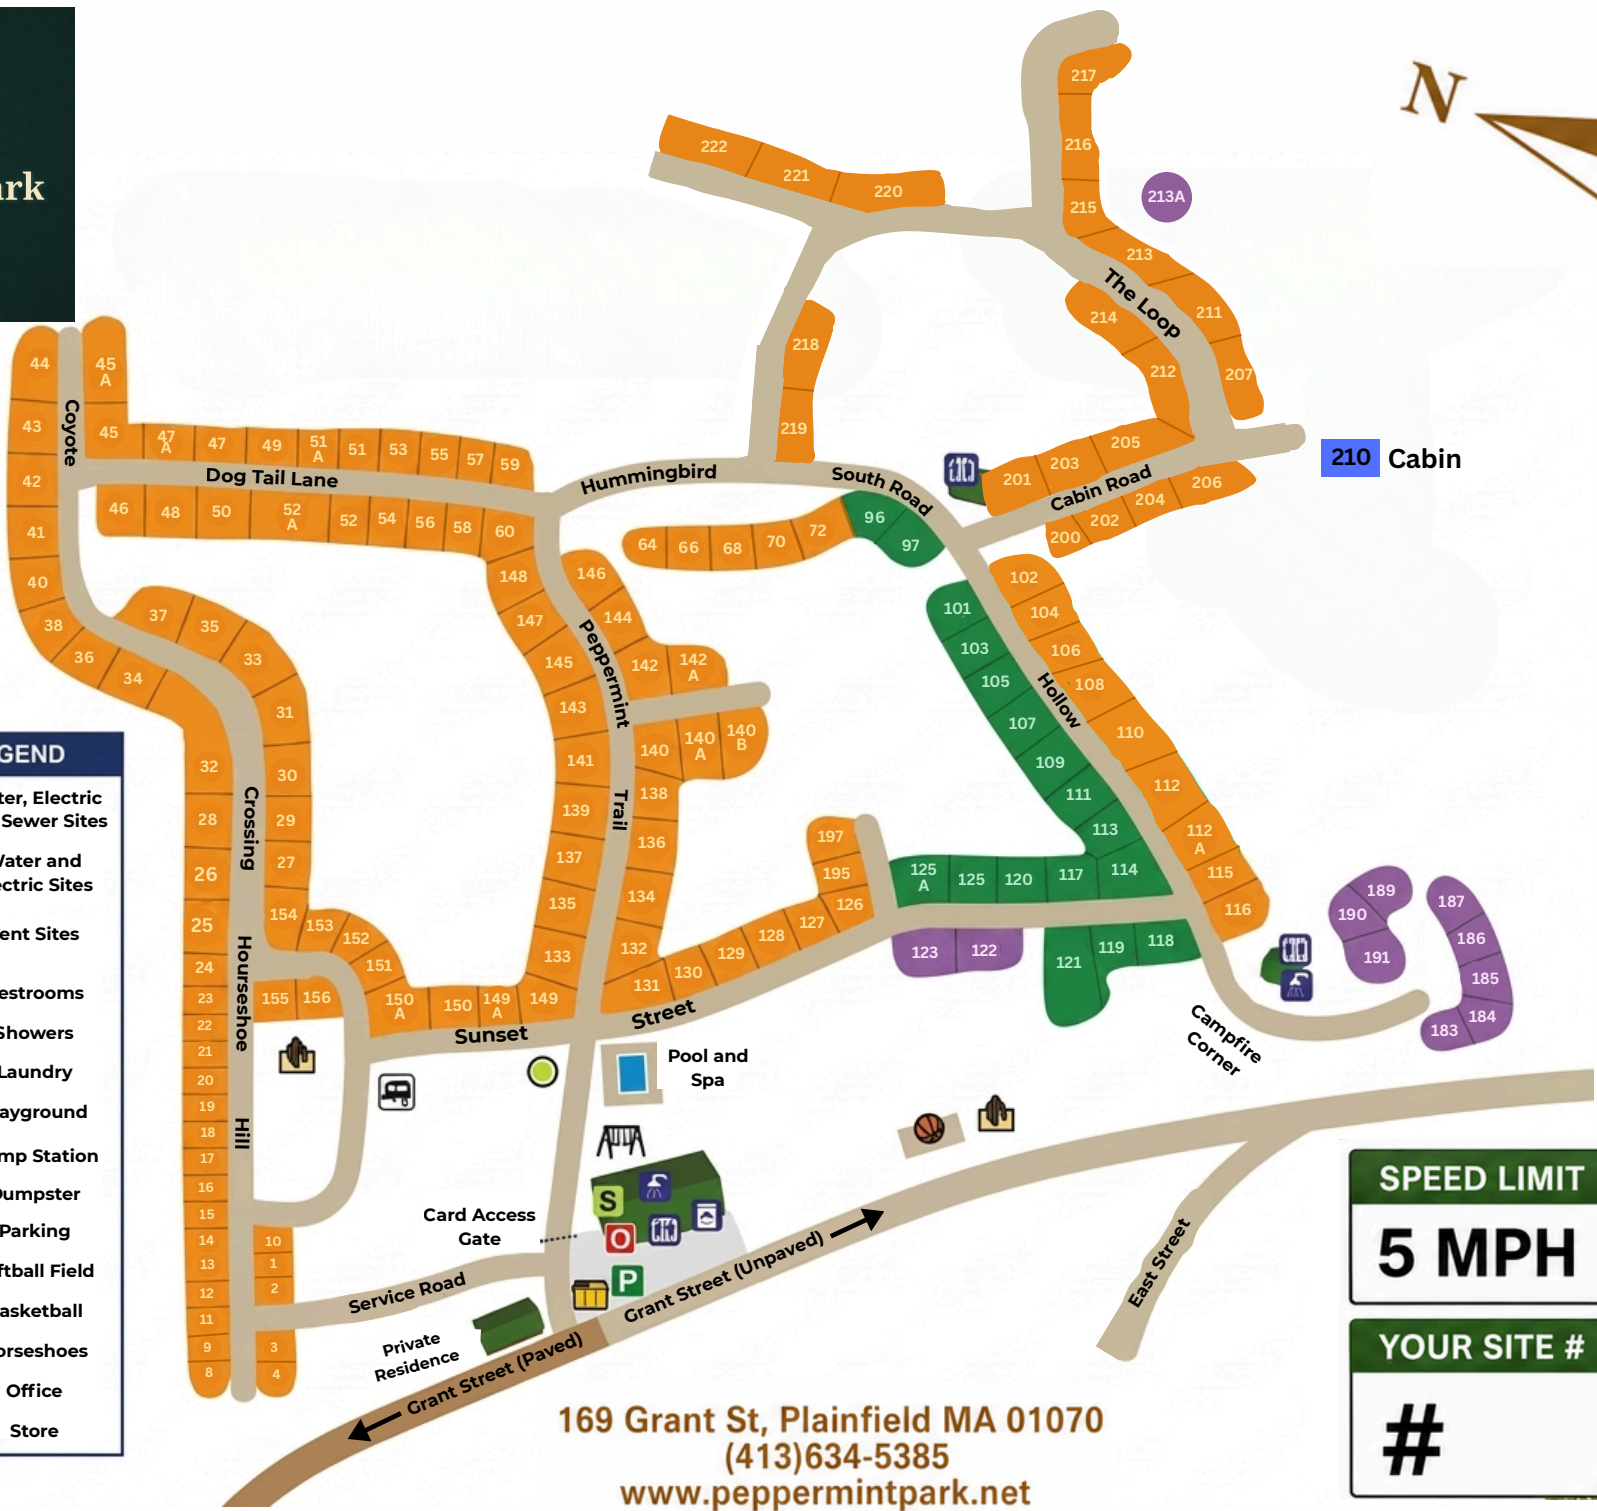 N
222
221
220
217
216
215
213A
213
The Loop
214
211
212
207
218
219
205
203
201
206
204
202
200
Cabin Road
210 Cabin
44
45
A
43
45
47
A
47
49
51
A
51
53
55
57
59
Coyote
42
Dog Tail Lane
Hummingbird
South Road
46
48
50
52
A
52
54
56
58
60
41
40
38
36
34
37
35
33
31
64
66
68
70
72
96
97
148
146
147
144
145
142
142
A
143
140
140
A
140
B
141
138
139
136
137
134
135
132
133
131
Peppermint
Trail
101
103
105
107
109
111
113
114
102
104
106
108
110
112
112
A
115
116
Hollow
32
30
28
29
26
27
25
24
23
22
21
20
19
18
17
16
15
14
13
12
11
9
8
10
1
2
3
4
Crossing
Hourseshoe
Hill
154
153
152
151
155
156
150
A
150
149
A
149
130
129
128
127
126
197
195
125
A
125
120
117
123
122
121
119
118
189
190
191
187
186
185
184
183
Sunset
Street
Pool and
Spa
Campfire
Corner
S
O
P
Card Access
Gate
Service Road
Private
Residence
Grant Street (Paved)
Grant Street (Unpaved)
East Street
GEND
ter, Electric
Sewer Sites
Water and
ectric Sites
ent Sites
estrooms
Showers
Laundry
ayground
mp Station
Dumpster
Parking
ftball Field
asketball
orseshoes
Office
Store
ark
SPEED LIMIT
5 MPH
YOUR SITE #
#
169 Grant St, Plainfield MA 01070
(413)634-5385
www.peppermintpark.net